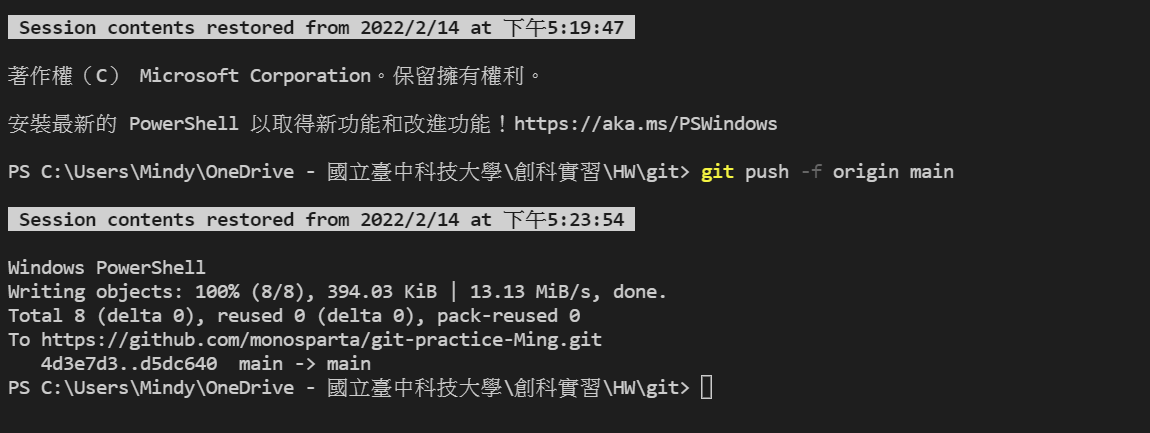 Session contents restored from 2022/2/14 at 下午5:19:47
著作權（C） Microsoft Corporation。保留擁有權利。
安裝最新的 PowerShell 以取得新功能和改進功能！https://aka.ms/PSWindows
PS C:\Users\Mindy\OneDrive - 國立臺中科技大學\創科實習\HW\git> git push -f origin main
Session contents restored from 2022/2/14 at 下午5:23:54
Windows PowerShell
Writing objects: 100% (8/8), 394.03 KiB | 13.13 MiB/s, done.
Total 8 (delta 0), reused 0 (delta 0), pack-reused 0
To https://github.com/monosparta/git-practice-Ming.git
4d3e7d3..d5dc640  main -> main
PS C:\Users\Mindy\OneDrive - 國立臺中科技大學\創科實習\HW\git>